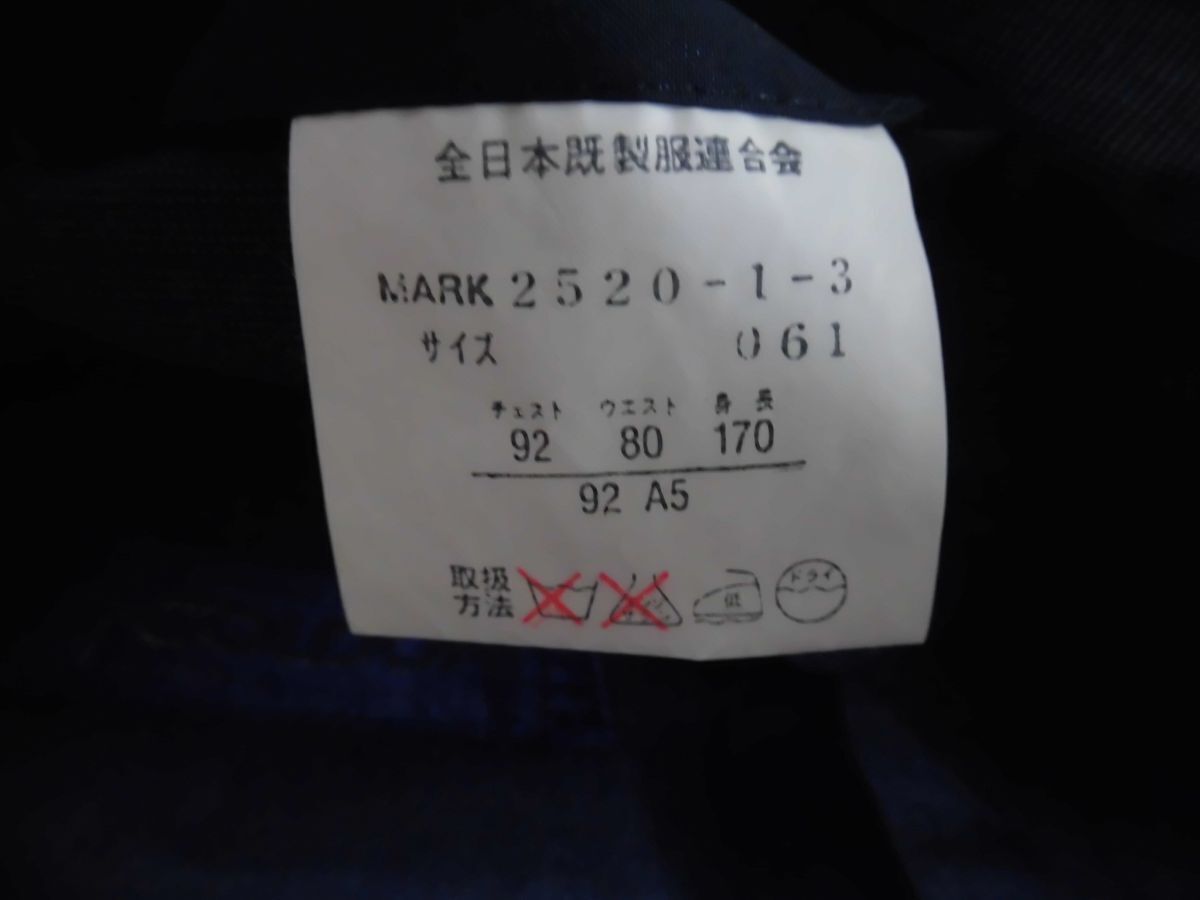 全日本既製服連合会
MARK 2520-1-3
サイズ 061
チェスト ウエスト 身長
92 80 170
92 A5
取扱
方法
低
ドライ